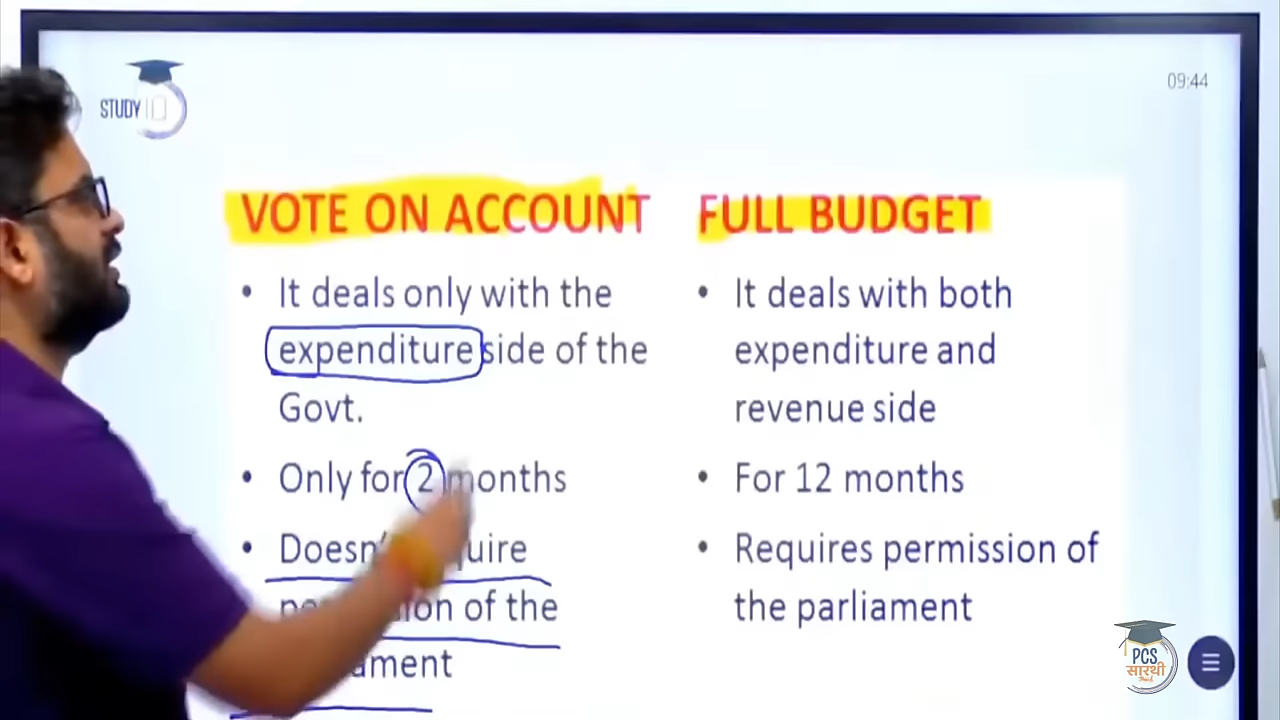 STUDY
09:44
VOTE ON ACCOUNT
It deals only with the
expenditure side of the
Govt.
Only for 2 months
of the
FULL BUDGET
It deals with both
expenditure and
revenue side
For 12 months
Requires permission of
the parliament
PCS
सारथी